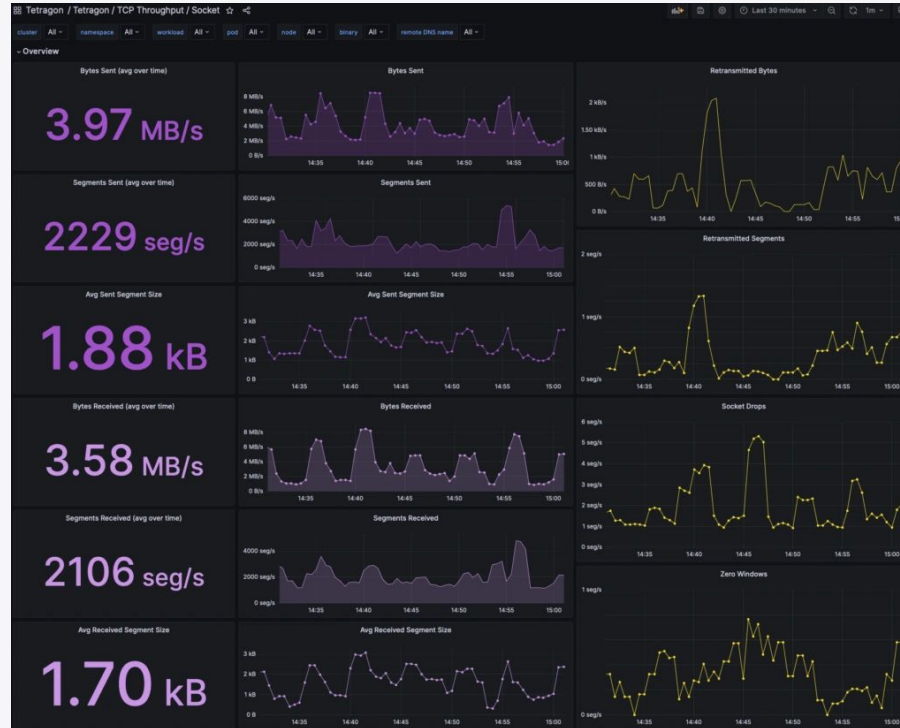 Tetragon / Tetragon / TCP Throughput / Socket
Last 30 minutes
1m
cluster All
namespace All
workload All
pod All
node All
binary All
remote DNS name All
Overview
Bytes Sent (avg over time)
3.97 MB/s
Bytes Sent
8 MB/s
6 MB/s
4 MB/s
2 MB/s
0 B/s
14:35 14:40 14:45 14:50 14:55 15:00
Retransmitted Bytes
2 kB/s
1.50 kB/s
1 kB/s
500 B/s
0 B/s
14:35 14:40 14:45 14:50 14:55
Segments Sent (avg over time)
2229 seg/s
Segments Sent
6000 seg/s
4000 seg/s
2000 seg/s
0 seg/s
14:35 14:40 14:45 14:50 14:55 15:00
Retransmitted Segments
2 seg/s
1 seg/s
0 seg/s
14:35 14:40 14:45 14:50 14:55 15:00
Avg Sent Segment Size
1.88 kB
Avg Sent Segment Size
3 kB
2 kB
1 kB
0 B
14:35 14:40 14:45 14:50 14:55 15:00
Bytes Received (avg over time)
3.58 MB/s
Bytes Received
8 MB/s
6 MB/s
4 MB/s
2 MB/s
0 B/s
14:35 14:40 14:45 14:50 14:55 15:00
Socket Drops
6 seg/s
5 seg/s
4 seg/s
3 seg/s
2 seg/s
1 seg/s
0 seg/s
14:35 14:40 14:45 14:50 14:55 15:00
Segments Received (avg over time)
2106 seg/s
Segments Received
4000 seg/s
2000 seg/s
0 seg/s
14:35 14:40 14:45 14:50 14:55 15:00
Zero Windows
1 seg/s
0 seg/s
14:35 14:40 14:45 14:50 14:55 15:00
Avg Received Segment Size
1.70 kB
Avg Received Segment Size
3 kB
2 kB
1 kB
0 B
14:35 14:40 14:45 14:50 14:55 15:00